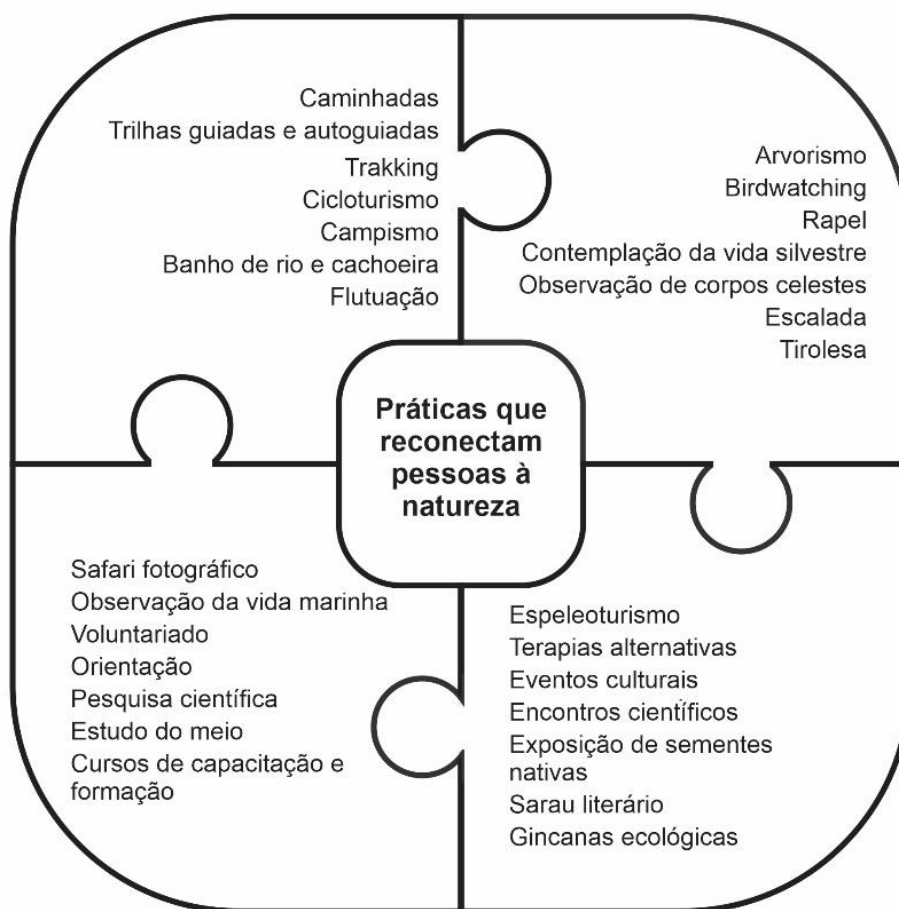 Caminhadas
Trilhas guiadas e autoguiadas
Trakking
Cicloturismo
Campismo
Banho de rio e cachoeira
Flutuação
Arvorismo
Birdwatching
Rapel
Contemplação da vida silvestre
Observação de corpos celestes
Escalada
Tirolesa
Práticas que
reconectam
pessoas à
natureza
Safari fotográfico
Observação da vida marinha
Voluntariado
Orientação
Pesquisa científica
Estudo do meio
Cursos de capacitação e
formação
Espeleoturismo
Terapias alternativas
Eventos culturais
Encontros científicos
Exposição de sementes
nativas
Sarau literário
Gincanas ecológicas